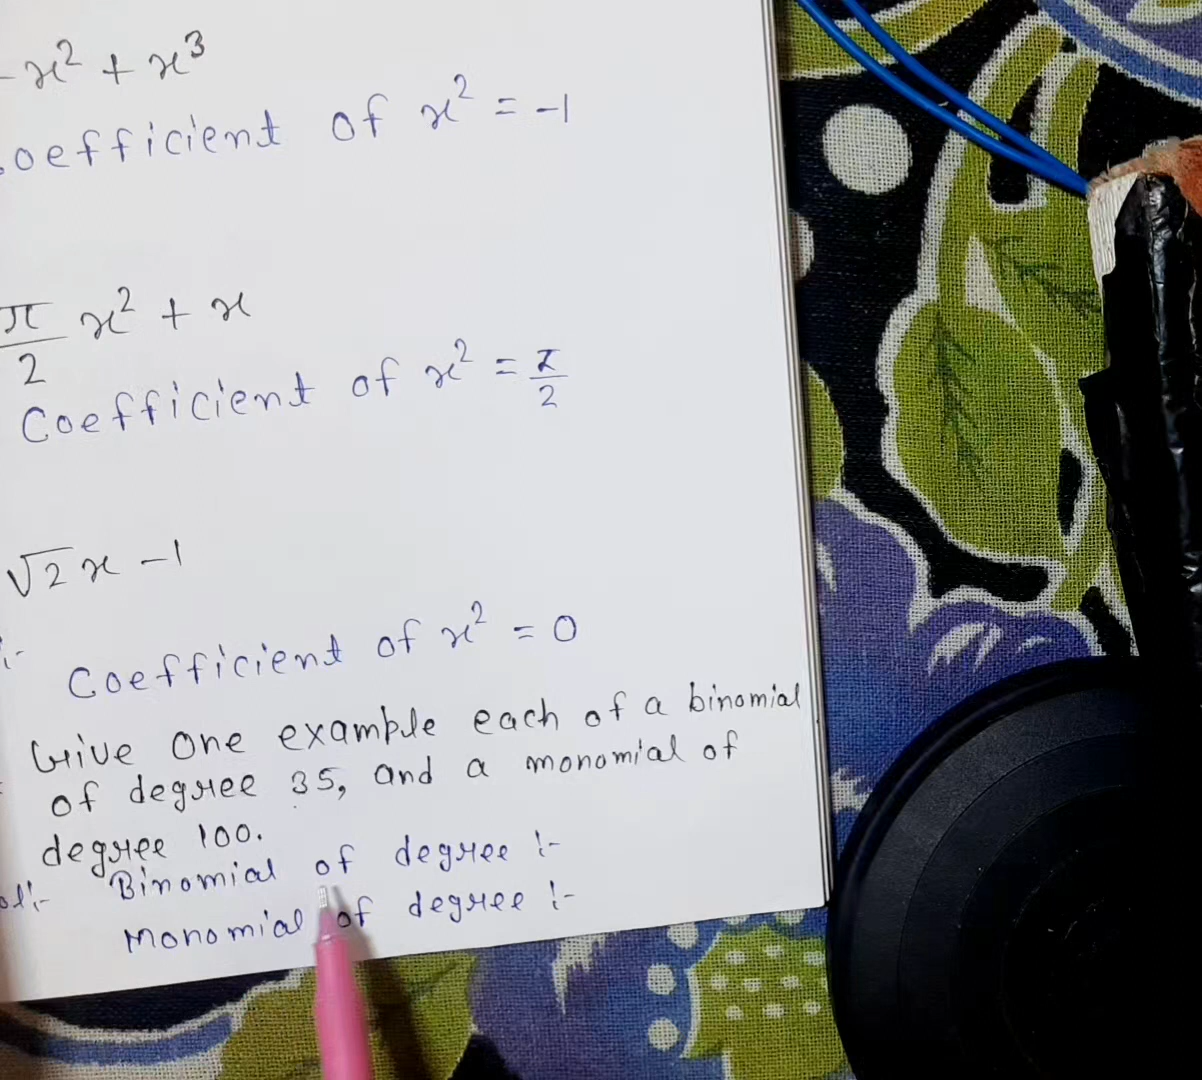 - x² + x³
coefficient of x² = -1
π/2 x² + x
Coefficient of x² = π/2
√2 x - 1
Coefficient of x² = 0
Give One example each of a binomial
of degree 35, and a monomial of
degree 100.
Binomial of degree :-
Monomial of degree :-